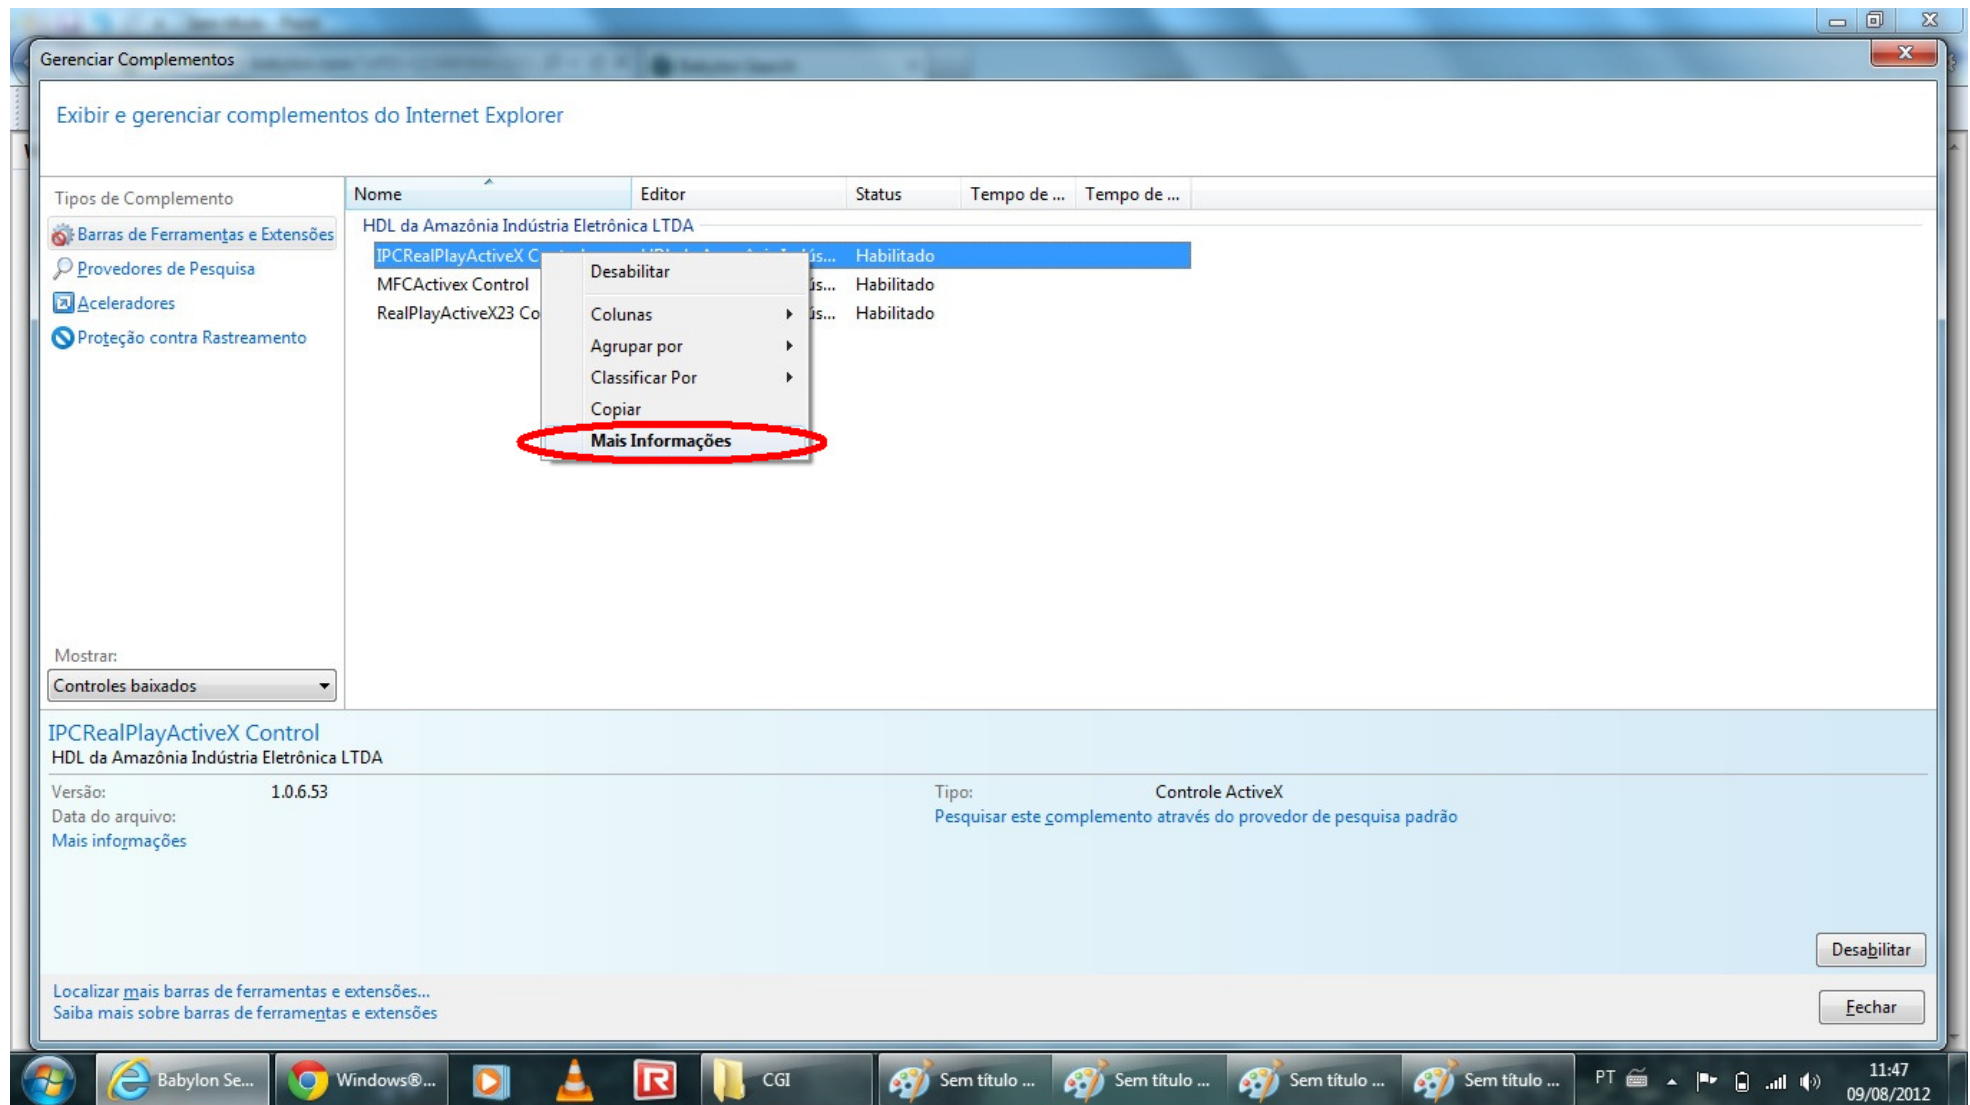 Gerenciar Complementos
Exibir e gerenciar complementos do Internet Explorer
Tipos de Complemento
Barras de Ferramentas e Extensões
Provedores de Pesquisa
Aceleradores
Proteção contra Rastreamento
Nome Editor Status Tempo de ... Tempo de ...
HDL da Amazônia Indústria Eletrônica LTDA
IPCRealPlayActiveX ús... Habilitado
MFCActivex Control ús... Habilitado
RealPlayActiveX23 Co ús... Habilitado
Desabilitar
Colunas
Agrupar por
Classificar Por
Copiar
Mais Informações
Mostrar:
Controles baixados
IPCRealPlayActiveX Control
HDL da Amazônia Indústria Eletrônica LTDA
Versão: 1.0.6.53 Tipo: Controle ActiveX
Data do arquivo: Pesquisar este complemento através do provedor de pesquisa padrão
Mais informações
Desabilitar
Localizar mais barras de ferramentas e extensões...
Saiba mais sobre barras de ferramentas e extensões
Fechar
Babylon Se... Windows®... CGI Sem título ... Sem título ... Sem título ... Sem título ... PT 11:47
09/08/2012